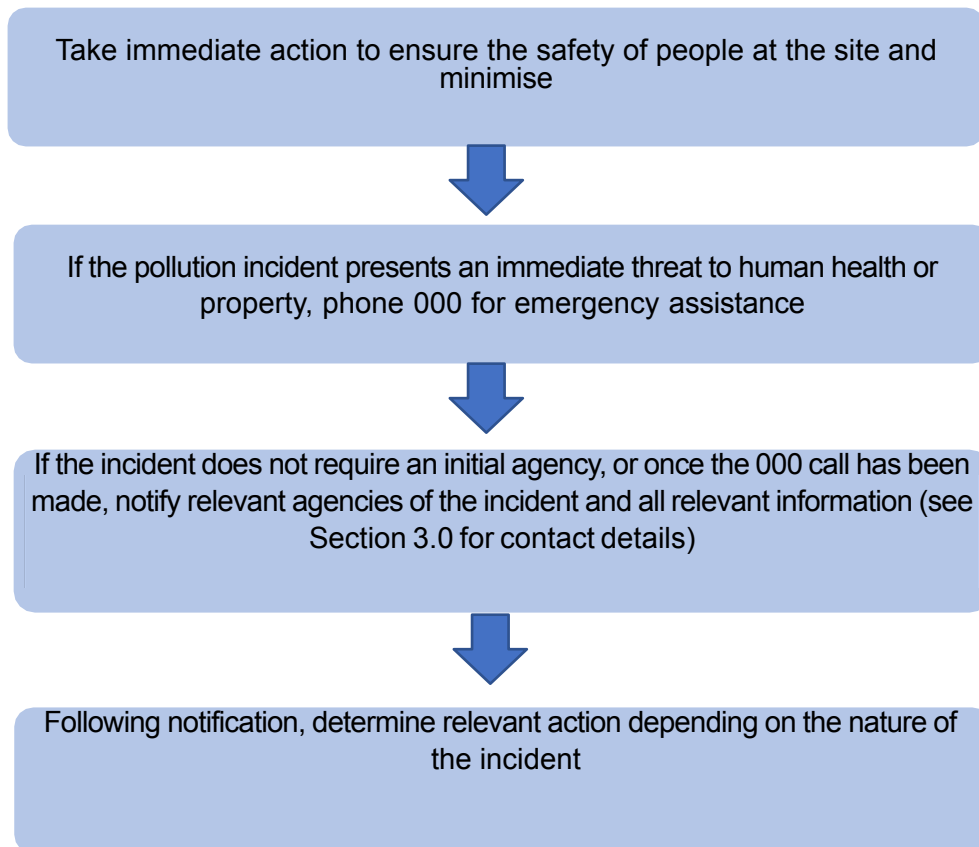 Take immediate action to ensure the safety of people at the site and
minimise
If the pollution incident presents an immediate threat to human health or
property, phone 000 for emergency assistance
If the incident does not require an initial agency, or once the 000 call has been
made, notify relevant agencies of the incident and all relevant information (see
Section 3.0 for contact details)
Following notification, determine relevant action depending on the nature of
the incident